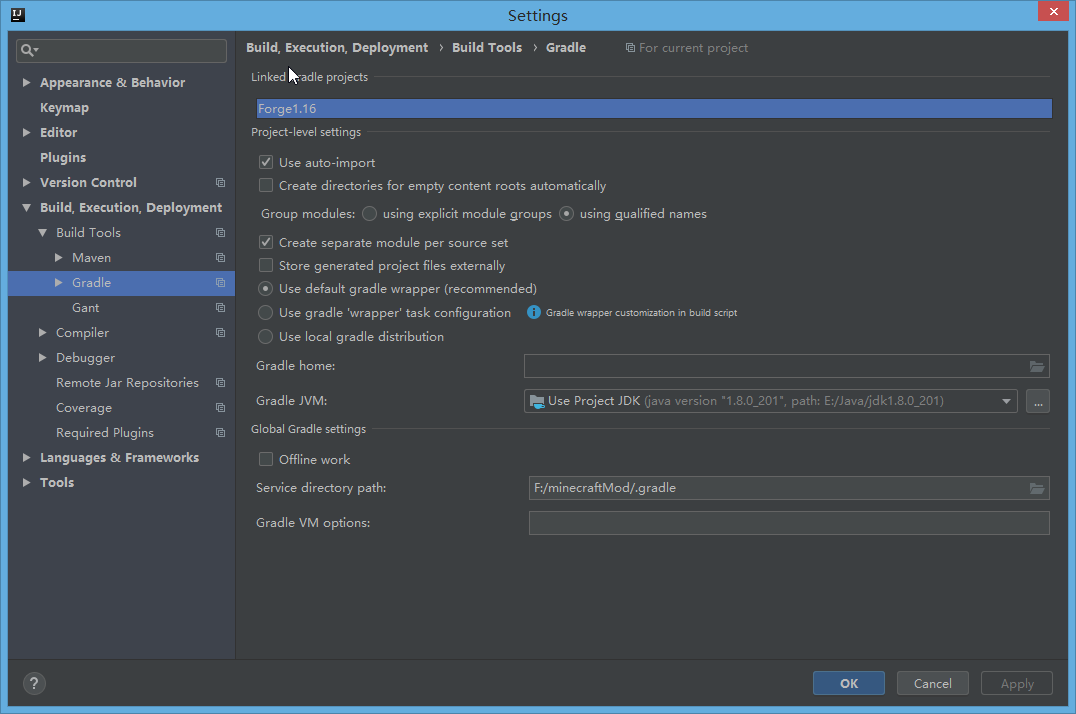 Settings
Build, Execution, Deployment › Build Tools › Gradle For current project
Appearance & Behavior
Keymap
Editor
Plugins
Version Control
Build, Execution, Deployment
Build Tools
Maven
Gradle
Gant
Compiler
Debugger
Remote Jar Repositories
Coverage
Required Plugins
Languages & Frameworks
Tools
Linked Gradle projects
Forge1.16
Project-level settings
Use auto-import
Create directories for empty content roots automatically
Group modules: using explicit module groups using qualified names
Create separate module per source set
Store generated project files externally
Use default gradle wrapper (recommended)
Use gradle 'wrapper' task configuration Gradle wrapper customization in build script
Use local gradle distribution
Gradle home:
Gradle JVM: Use Project JDK (java version "1.8.0_201", path: E:/Java/jdk1.8.0_201) ...
Global Gradle settings
Offline work
Service directory path: F:/minecraftMod/.gradle
Gradle VM options:
? OK Cancel Apply